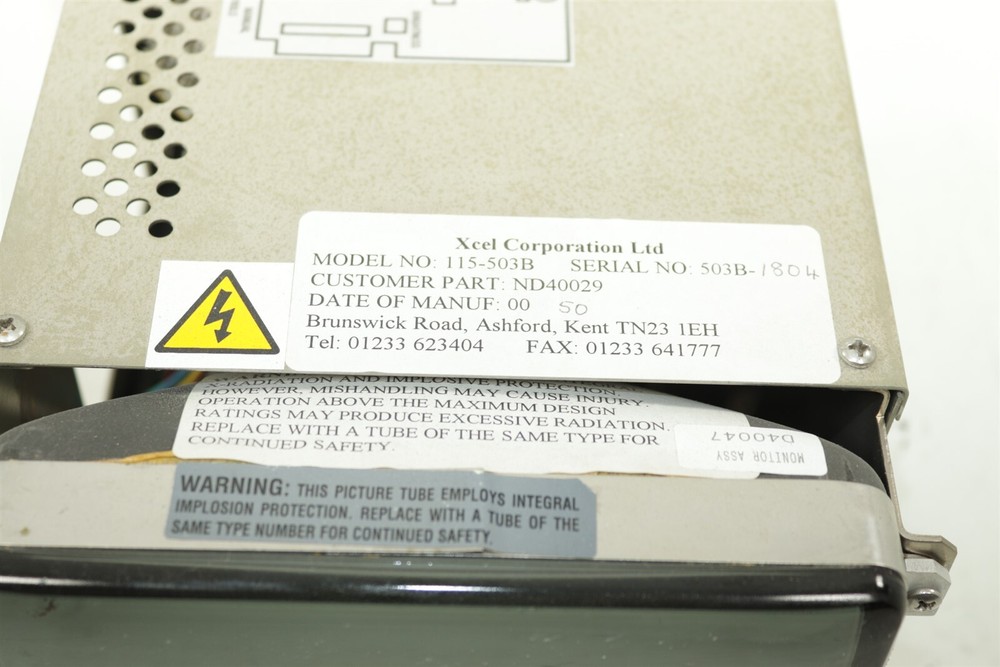 Xcel Corporation Ltd
MODEL NO: 115-503B SERIAL NO: 503B-1804
CUSTOMER PART: ND40029
DATE OF MANUF: 00 50
Brunswick Road, Ashford, Kent TN23 1EH
Tel: 01233 623404 FAX: 01233 641777
X-RADIATION AND IMPLOSIVE PROTECTION.
HOWEVER, MISHANDLING MAY CAUSE INJURY.
OPERATION ABOVE THE MAXIMUM DESIGN
RATINGS MAY PRODUCE EXCESSIVE RADIATION.
REPLACE WITH A TUBE OF THE SAME TYPE FOR
CONTINUED SAFETY.
MONITOR ASSY
D40047
WARNING: THIS PICTURE TUBE EMPLOYS INTEGRAL
IMPLOSION PROTECTION. REPLACE WITH A TUBE OF THE
SAME TYPE NUMBER FOR CONTINUED SAFETY.